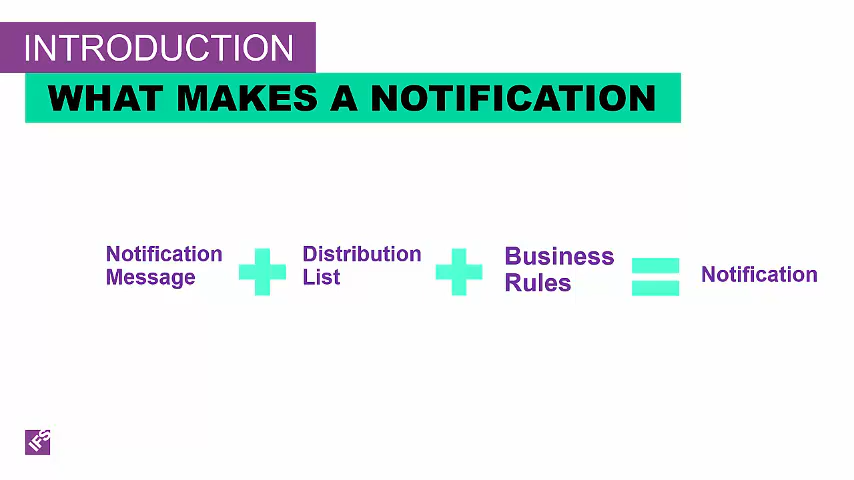 INTRODUCTION
WHAT MAKES A NOTIFICATION
Notification
Message
Distribution
List
Business
Rules
Notification
IFS